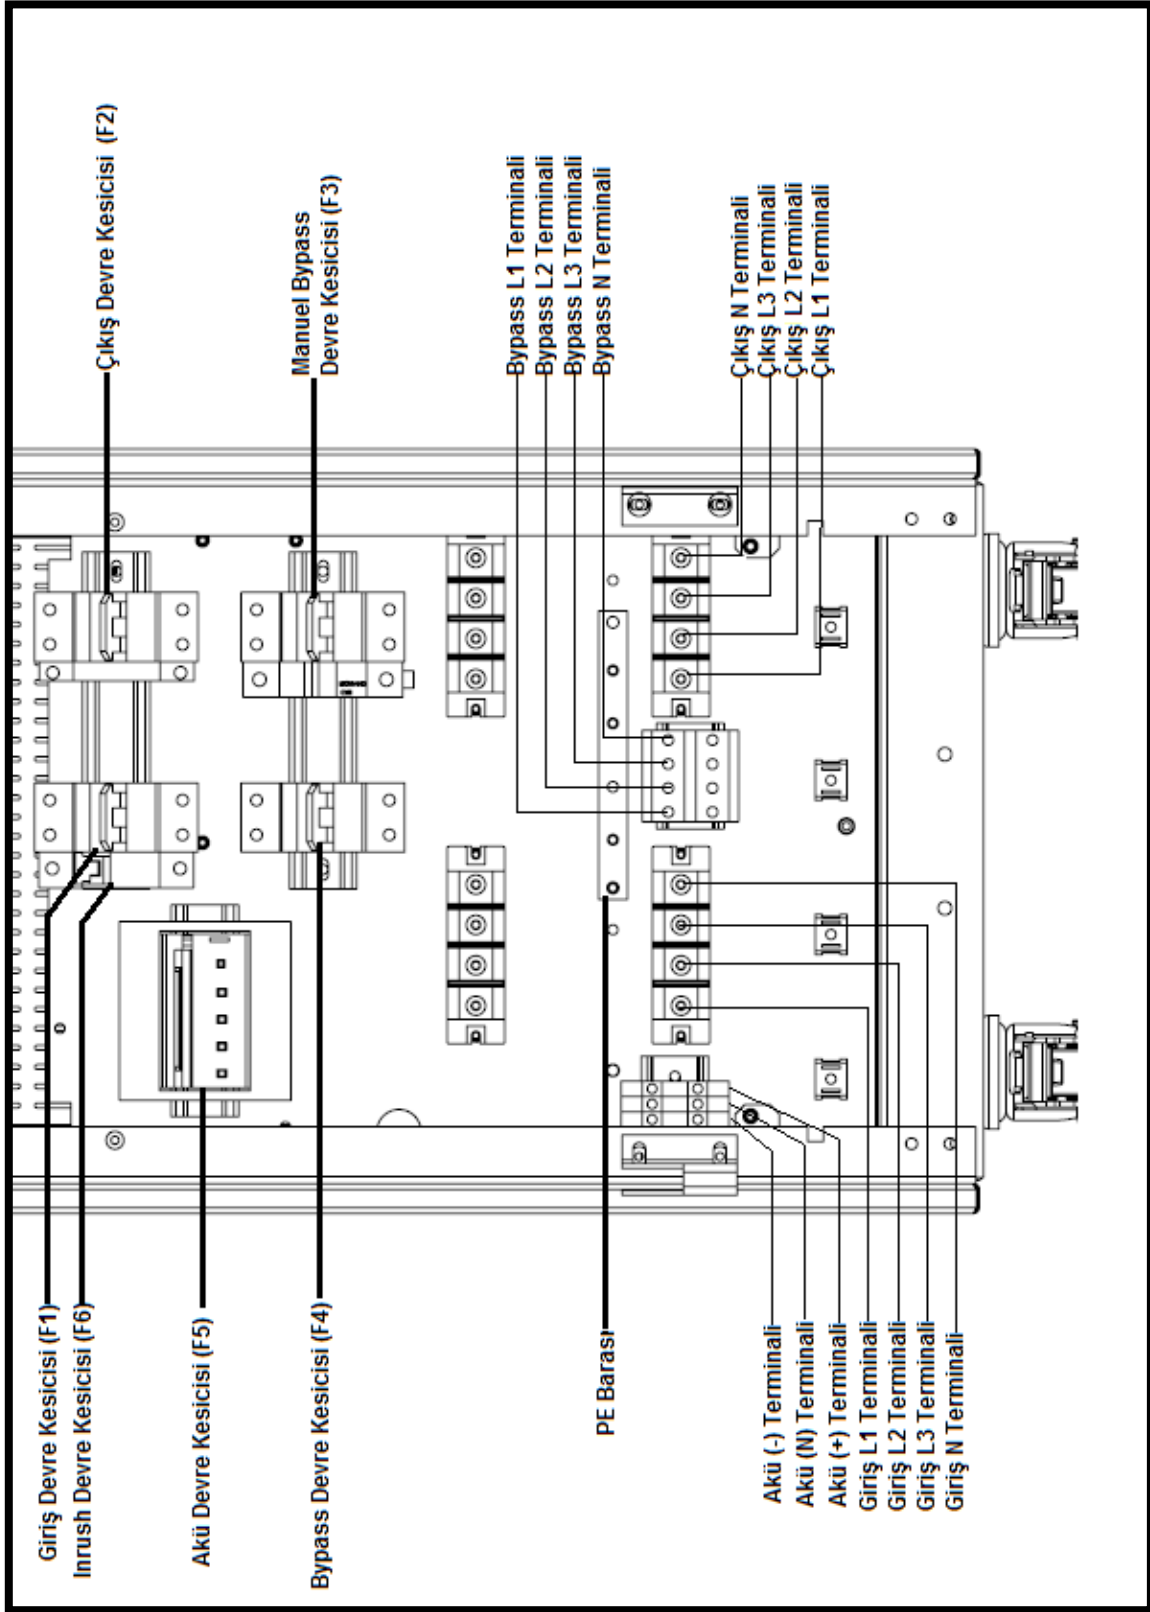 Giriş Devre Kesicisi (F1)
Inrush Devre Kesicisi (F6)
Akü Devre Kesicisi (F5)
Bypass Devre Kesicisi (F4)
PE Barası
Akü (-) Terminali
Akü (N) Terminali
Akü (+) Terminali
Giriş L1 Terminali
Giriş L2 Terminali
Giriş L3 Terminali
Giriş N Terminali
Çıkış Devre Kesicisi (F2)
Manuel Bypass
Devre Kesicisi (F3)
Bypass L1 Terminali
Bypass L2 Terminali
Bypass L3 Terminali
Bypass N Terminali
Çıkış N Terminali
Çıkış L3 Terminali
Çıkış L2 Terminali
Çıkış L1 Terminali